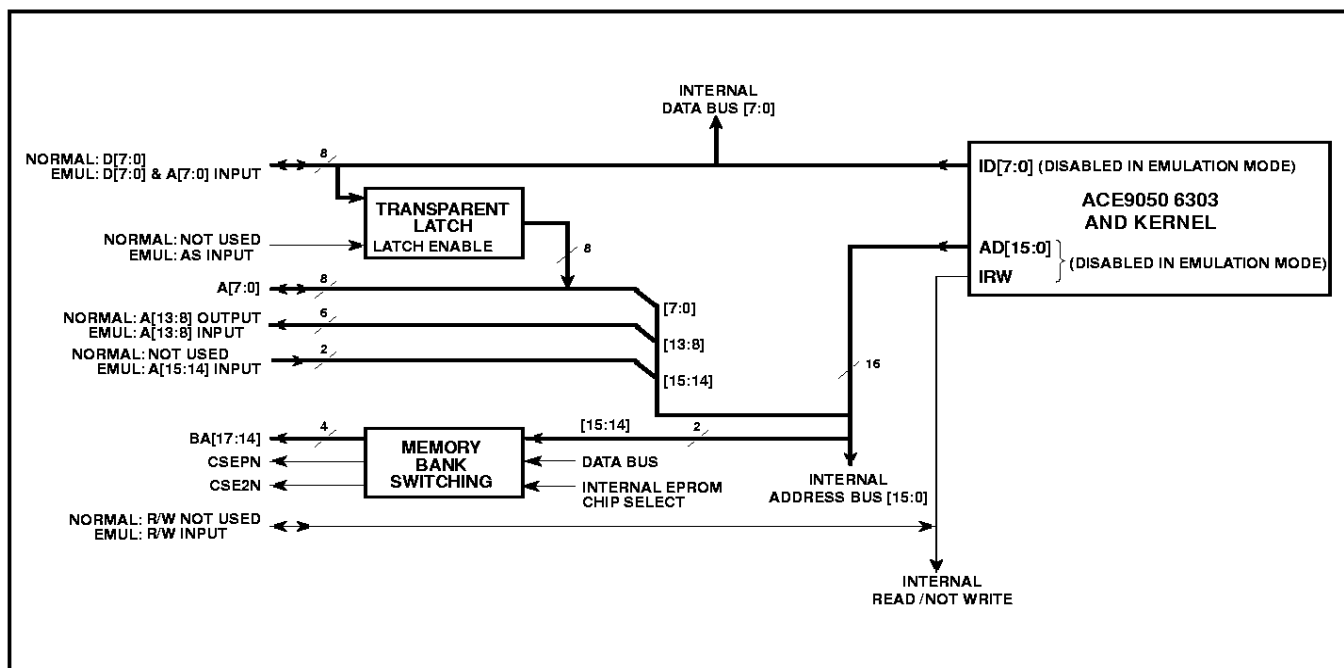 INTERNAL
DATA BUS [7:0]
NORMAL: D[7:0]
EMUL: D[7:0] & A[7:0] INPUT
8
ID[7:0] (DISABLED IN EMULATION MODE)
ACE9050 6303
AND KERNEL
TRANSPARENT
LATCH
LATCH ENABLE
NORMAL: NOT USED
EMUL: AS INPUT
8
AD[15:0]
(DISABLED IN EMULATION MODE)
IRW
A[7:0]
8
[7:0]
NORMAL: A[13:8] OUTPUT
EMUL: A[13:8] INPUT
6
[13:8]
NORMAL: NOT USED
EMUL: A[15:14] INPUT
2
[15:14]
16
BA[17:14]
4
CSEPN
CSE2N
MEMORY
BANK
SWITCHING
[15:14]
2
DATA BUS
INTERNAL EPROM
CHIP SELECT
INTERNAL
ADDRESS BUS [15:0]
NORMAL: R/W NOT USED
EMUL: R/W INPUT
INTERNAL
READ /NOT WRITE